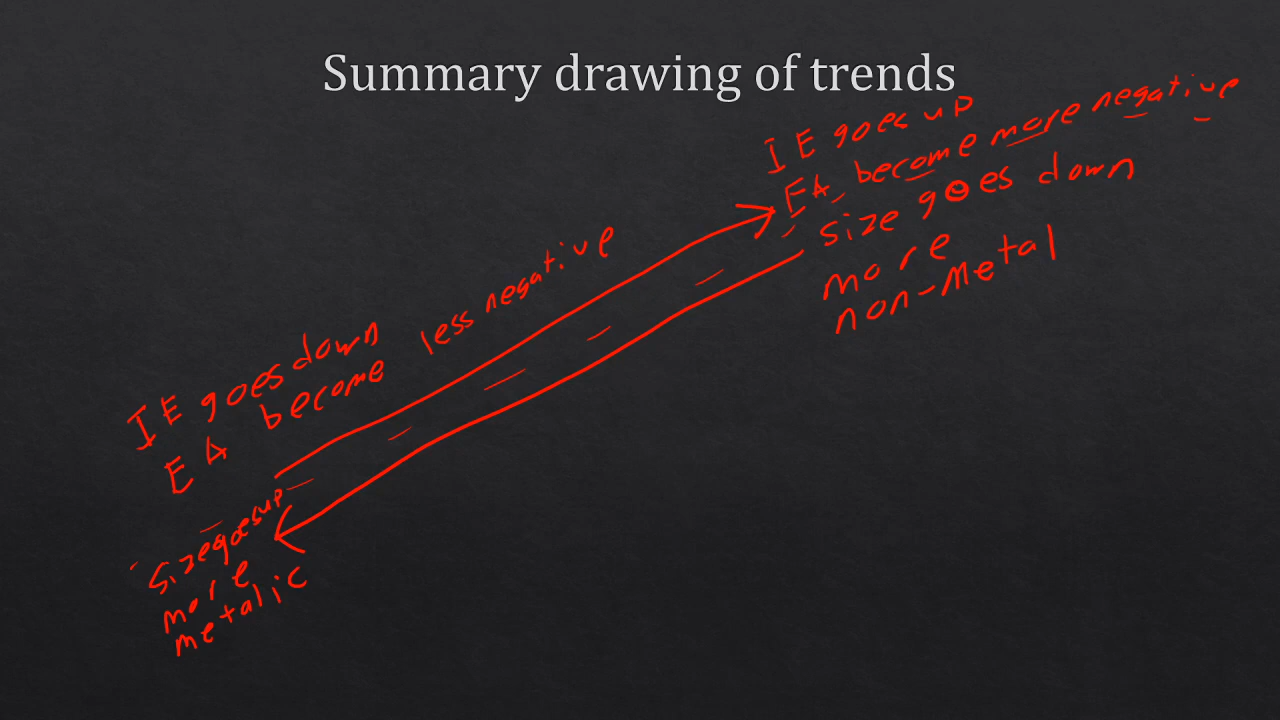 Summary drawing of trends
IE goes up
EA become more negative
Size goes down
more
non-metal
IE goes down
EA become less negative
Size goes up
more
metalic